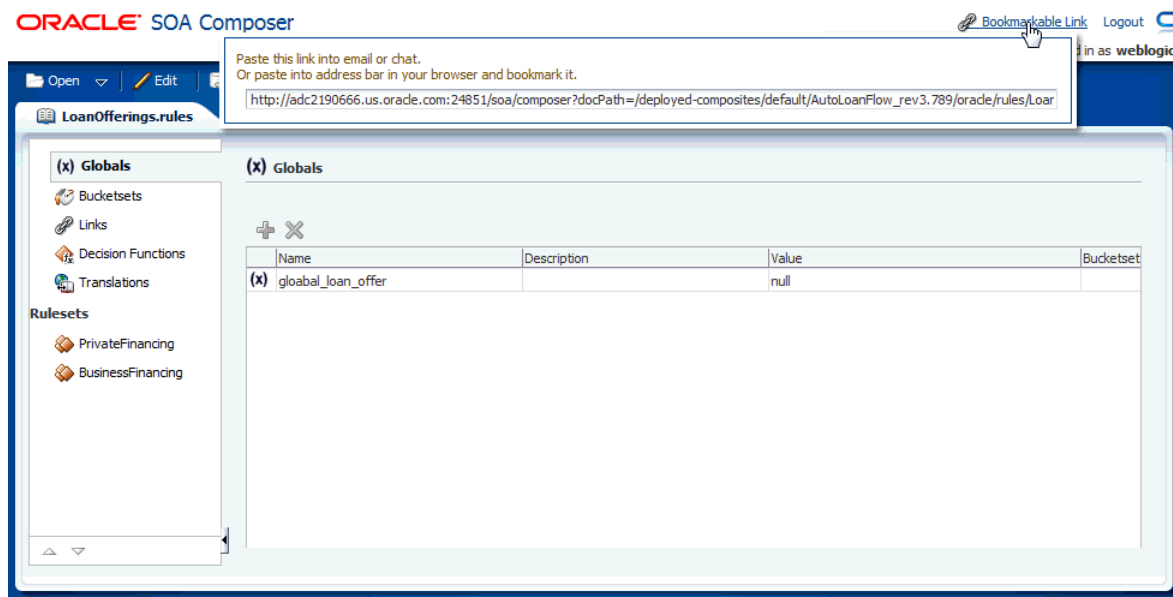 ORACLE SOA Composer
Bookmarkable Link Logout
d in as weblogic
Paste this link into email or chat.
Or paste into address bar in your browser and bookmark it.
http://adc2190666.us.oracle.com:24851/soa/composer?docPath=/deployed-composites/default/AutoLoanFlow_rev3.789/oracle/rules/Loar
Open Edit
LoanOfferings.rules
(x) Globals
Bucketsets
Links
Decision Functions
Translations
Rulesets
PrivateFinancing
BusinessFinancing
(x) Globals
Name Description Value Bucketset
(x) gloabal_loan_offer null